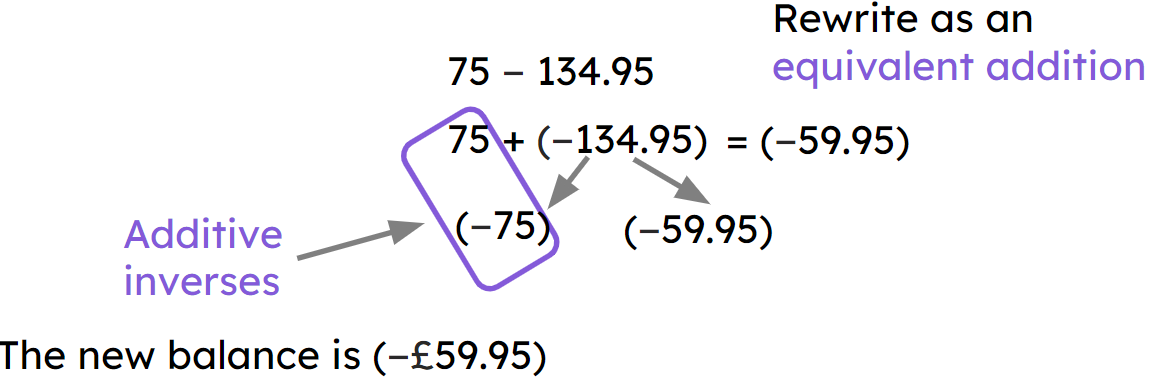 Rewrite as an
equivalent addition
75 – 134.95
75 + (–134.95) = (–59.95)
(–75) (–59.95)
Additive
inverses
The new balance is (–£59.95)